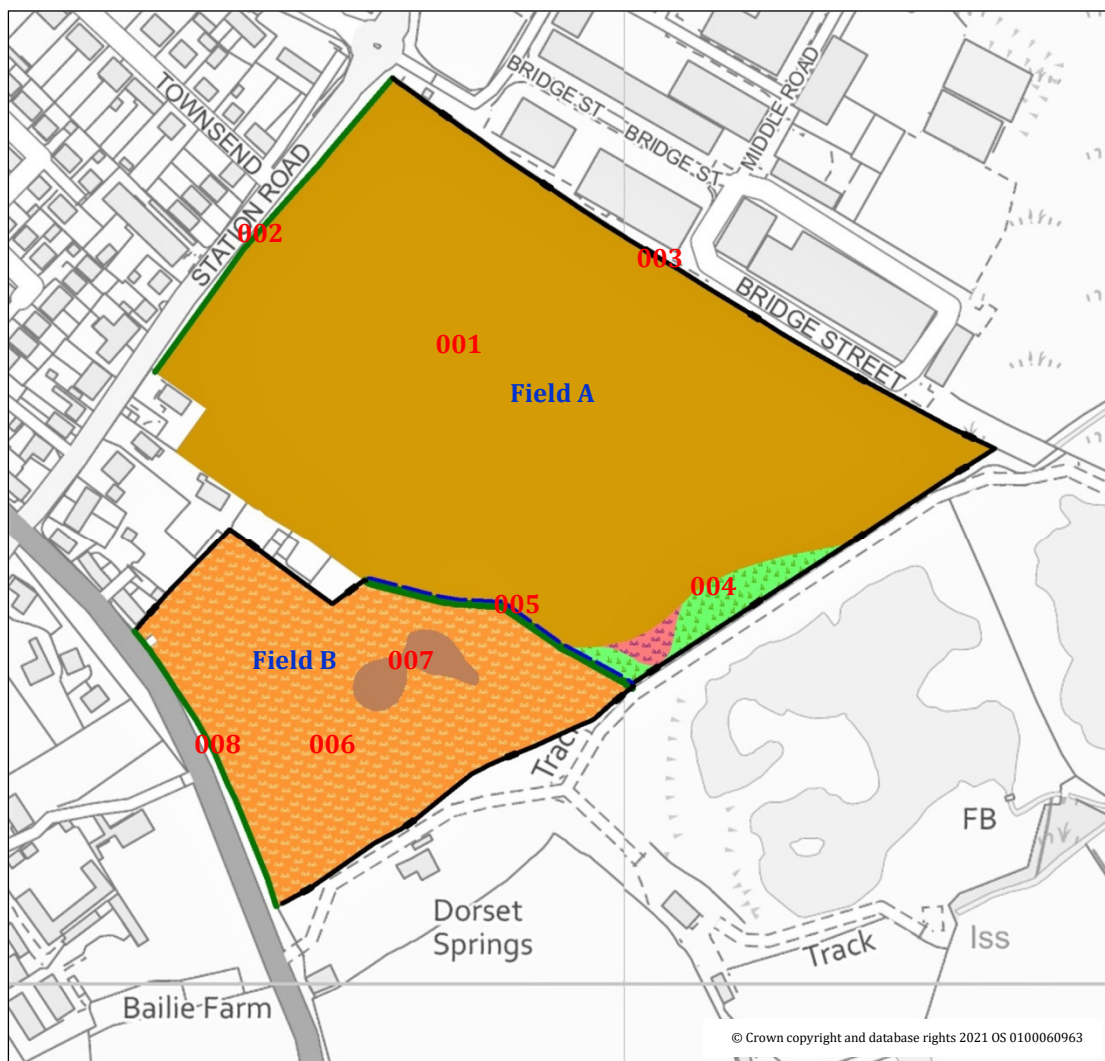 TOWNSEND
STATION ROAD
BRIDGE ST
BRIDGE ST
MIDDLE ROAD
BRIDGE STREET
002
003
001
Field A
004
005
Field B
007
008
006
Track
FB
Dorset
Springs
Track
Iss
Bailie Farm
© Crown copyright and database rights 2021 OS 0100060963